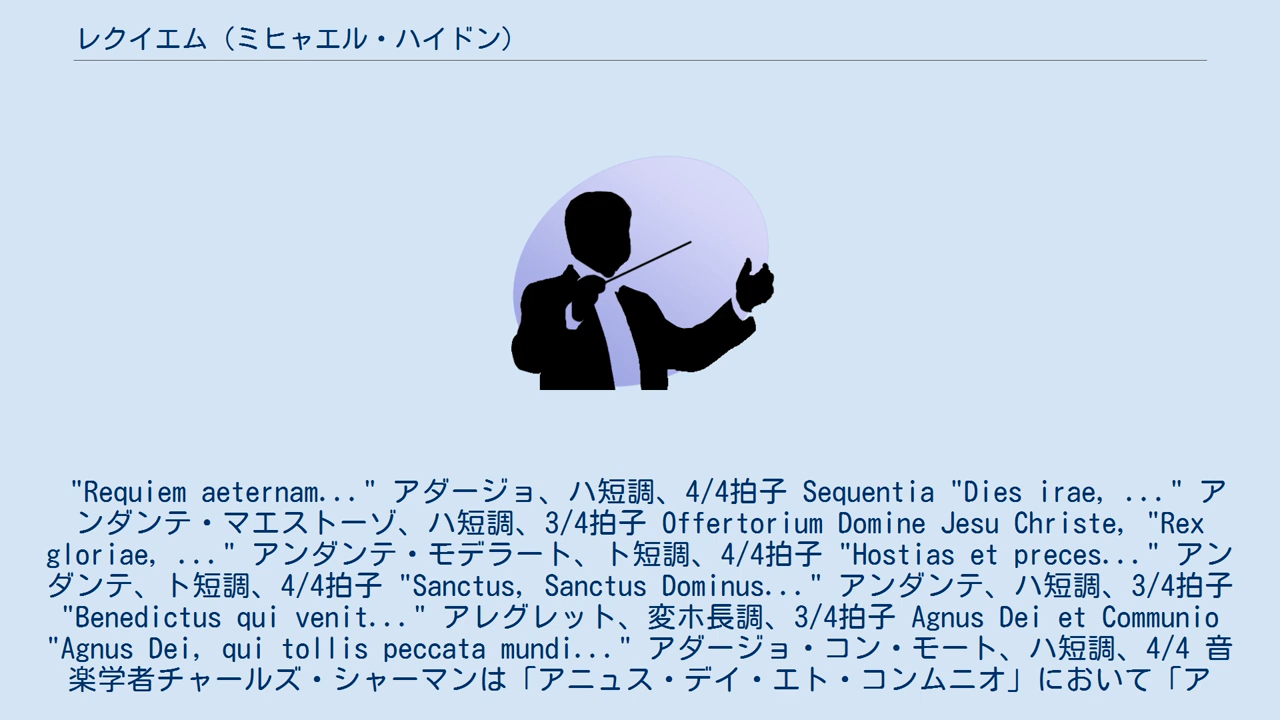 レクイエム（ミヒャエル・ハイドン）
"Requiem aeternam..." アダージョ、ハ短調、4/4拍子 Sequentia "Dies irae, ..." ア
ンダンテ・マエストーゾ、ハ短調、3/4拍子 Offertorium Domine Jesu Christe, "Rex
gloriae, ..." アンダンテ・モデラート、ト短調、4/4拍子 "Hostias et preces..." アン
ダンテ、ト短調、4/4拍子 "Sanctus, Sanctus Dominus..." アンダンテ、ハ短調、3/4拍子
"Benedictus qui venit..." アレグレット、変ホ長調、3/4拍子 Agnus Dei et Communio
"Agnus Dei, qui tollis peccata mundi..." アダージョ・コン・モート、ハ短調、4/4 音
楽学者チャールズ・シャーマンは「アニュス・デイ・エト・コンムニオ」において「ア